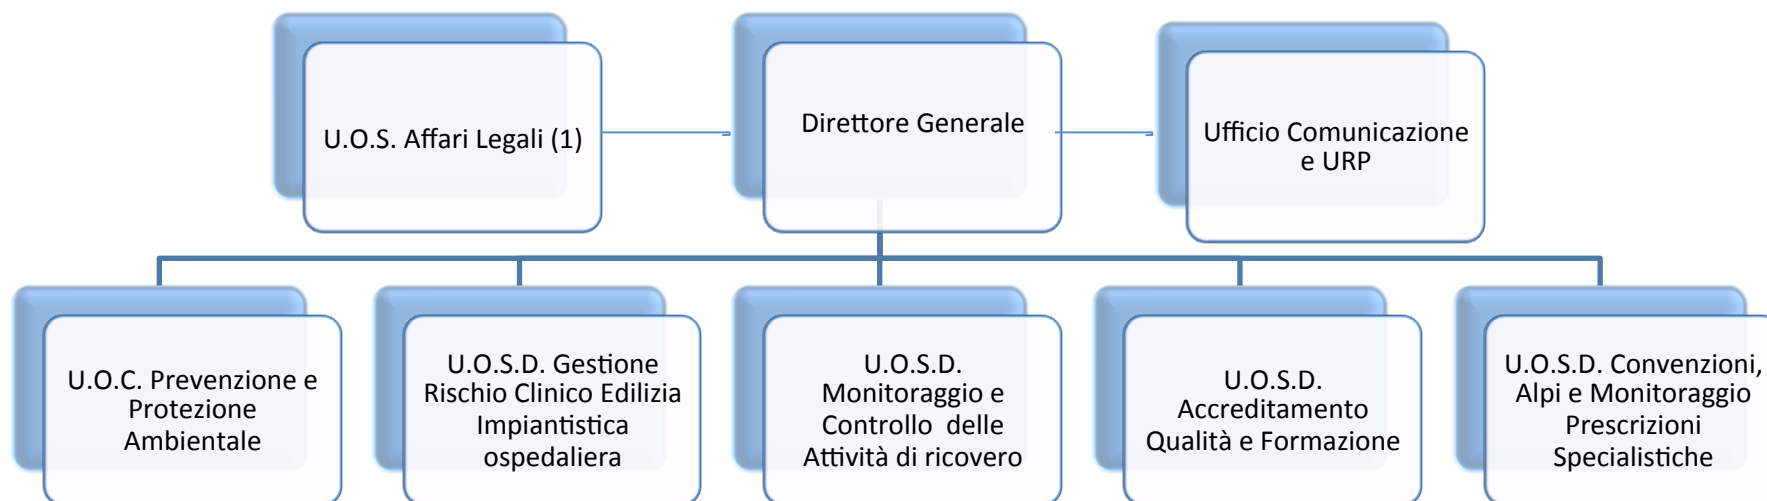 U.O.S. Affari Legali (1)
Direttore Generale
Ufficio Comunicazione
e URP
U.O.C. Prevenzione e
Protezione
Ambientale
U.O.S.D. Gestione
Rischio Clinico Edilizia
Impiantistica
ospedaliera
U.O.S.D.
Monitoraggio e
Controllo delle
Attività di ricovero
U.O.S.D.
Accreditamento
Qualità e Formazione
U.O.S.D. Convenzioni,
Alpi e Monitoraggio
Prescrizioni
Specialistiche